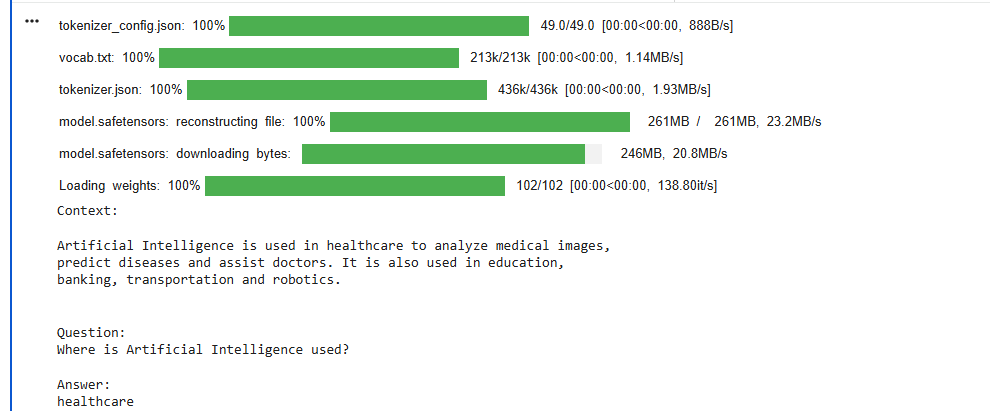 tokenizer_config.json: 100% 49.0/49.0 [00:00<00:00, 888B/s]
vocab.txt: 100% 213k/213k [00:00<00:00, 1.14MB/s]
tokenizer.json: 100% 436k/436k [00:00<00:00, 1.93MB/s]
model.safetensors: reconstructing file: 100% 261MB / 261MB, 23.2MB/s
model.safetensors: downloading bytes: 246MB, 20.8MB/s
Loading weights: 100% 102/102 [00:00<00:00, 138.80it/s]
Context:
Artificial Intelligence is used in healthcare to analyze medical images,
predict diseases and assist doctors. It is also used in education,
banking, transportation and robotics.
Question:
Where is Artificial Intelligence used?
Answer:
healthcare